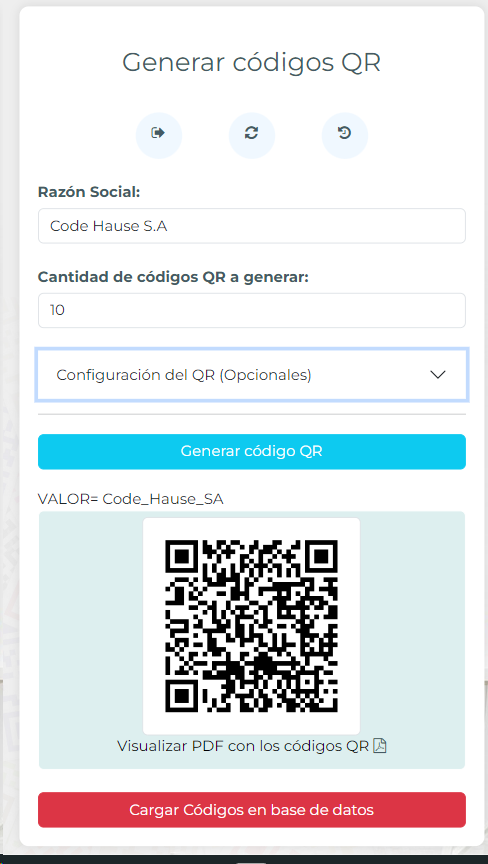 Generar códigos QR
Razón Social:
Code Hause S.A
Cantidad de códigos QR a generar:
10
Configuración del QR (Opcionales)
Generar código QR
VALOR= Code_Hause_SA
Visualizar PDF con los códigos QR
Cargar Códigos en base de datos